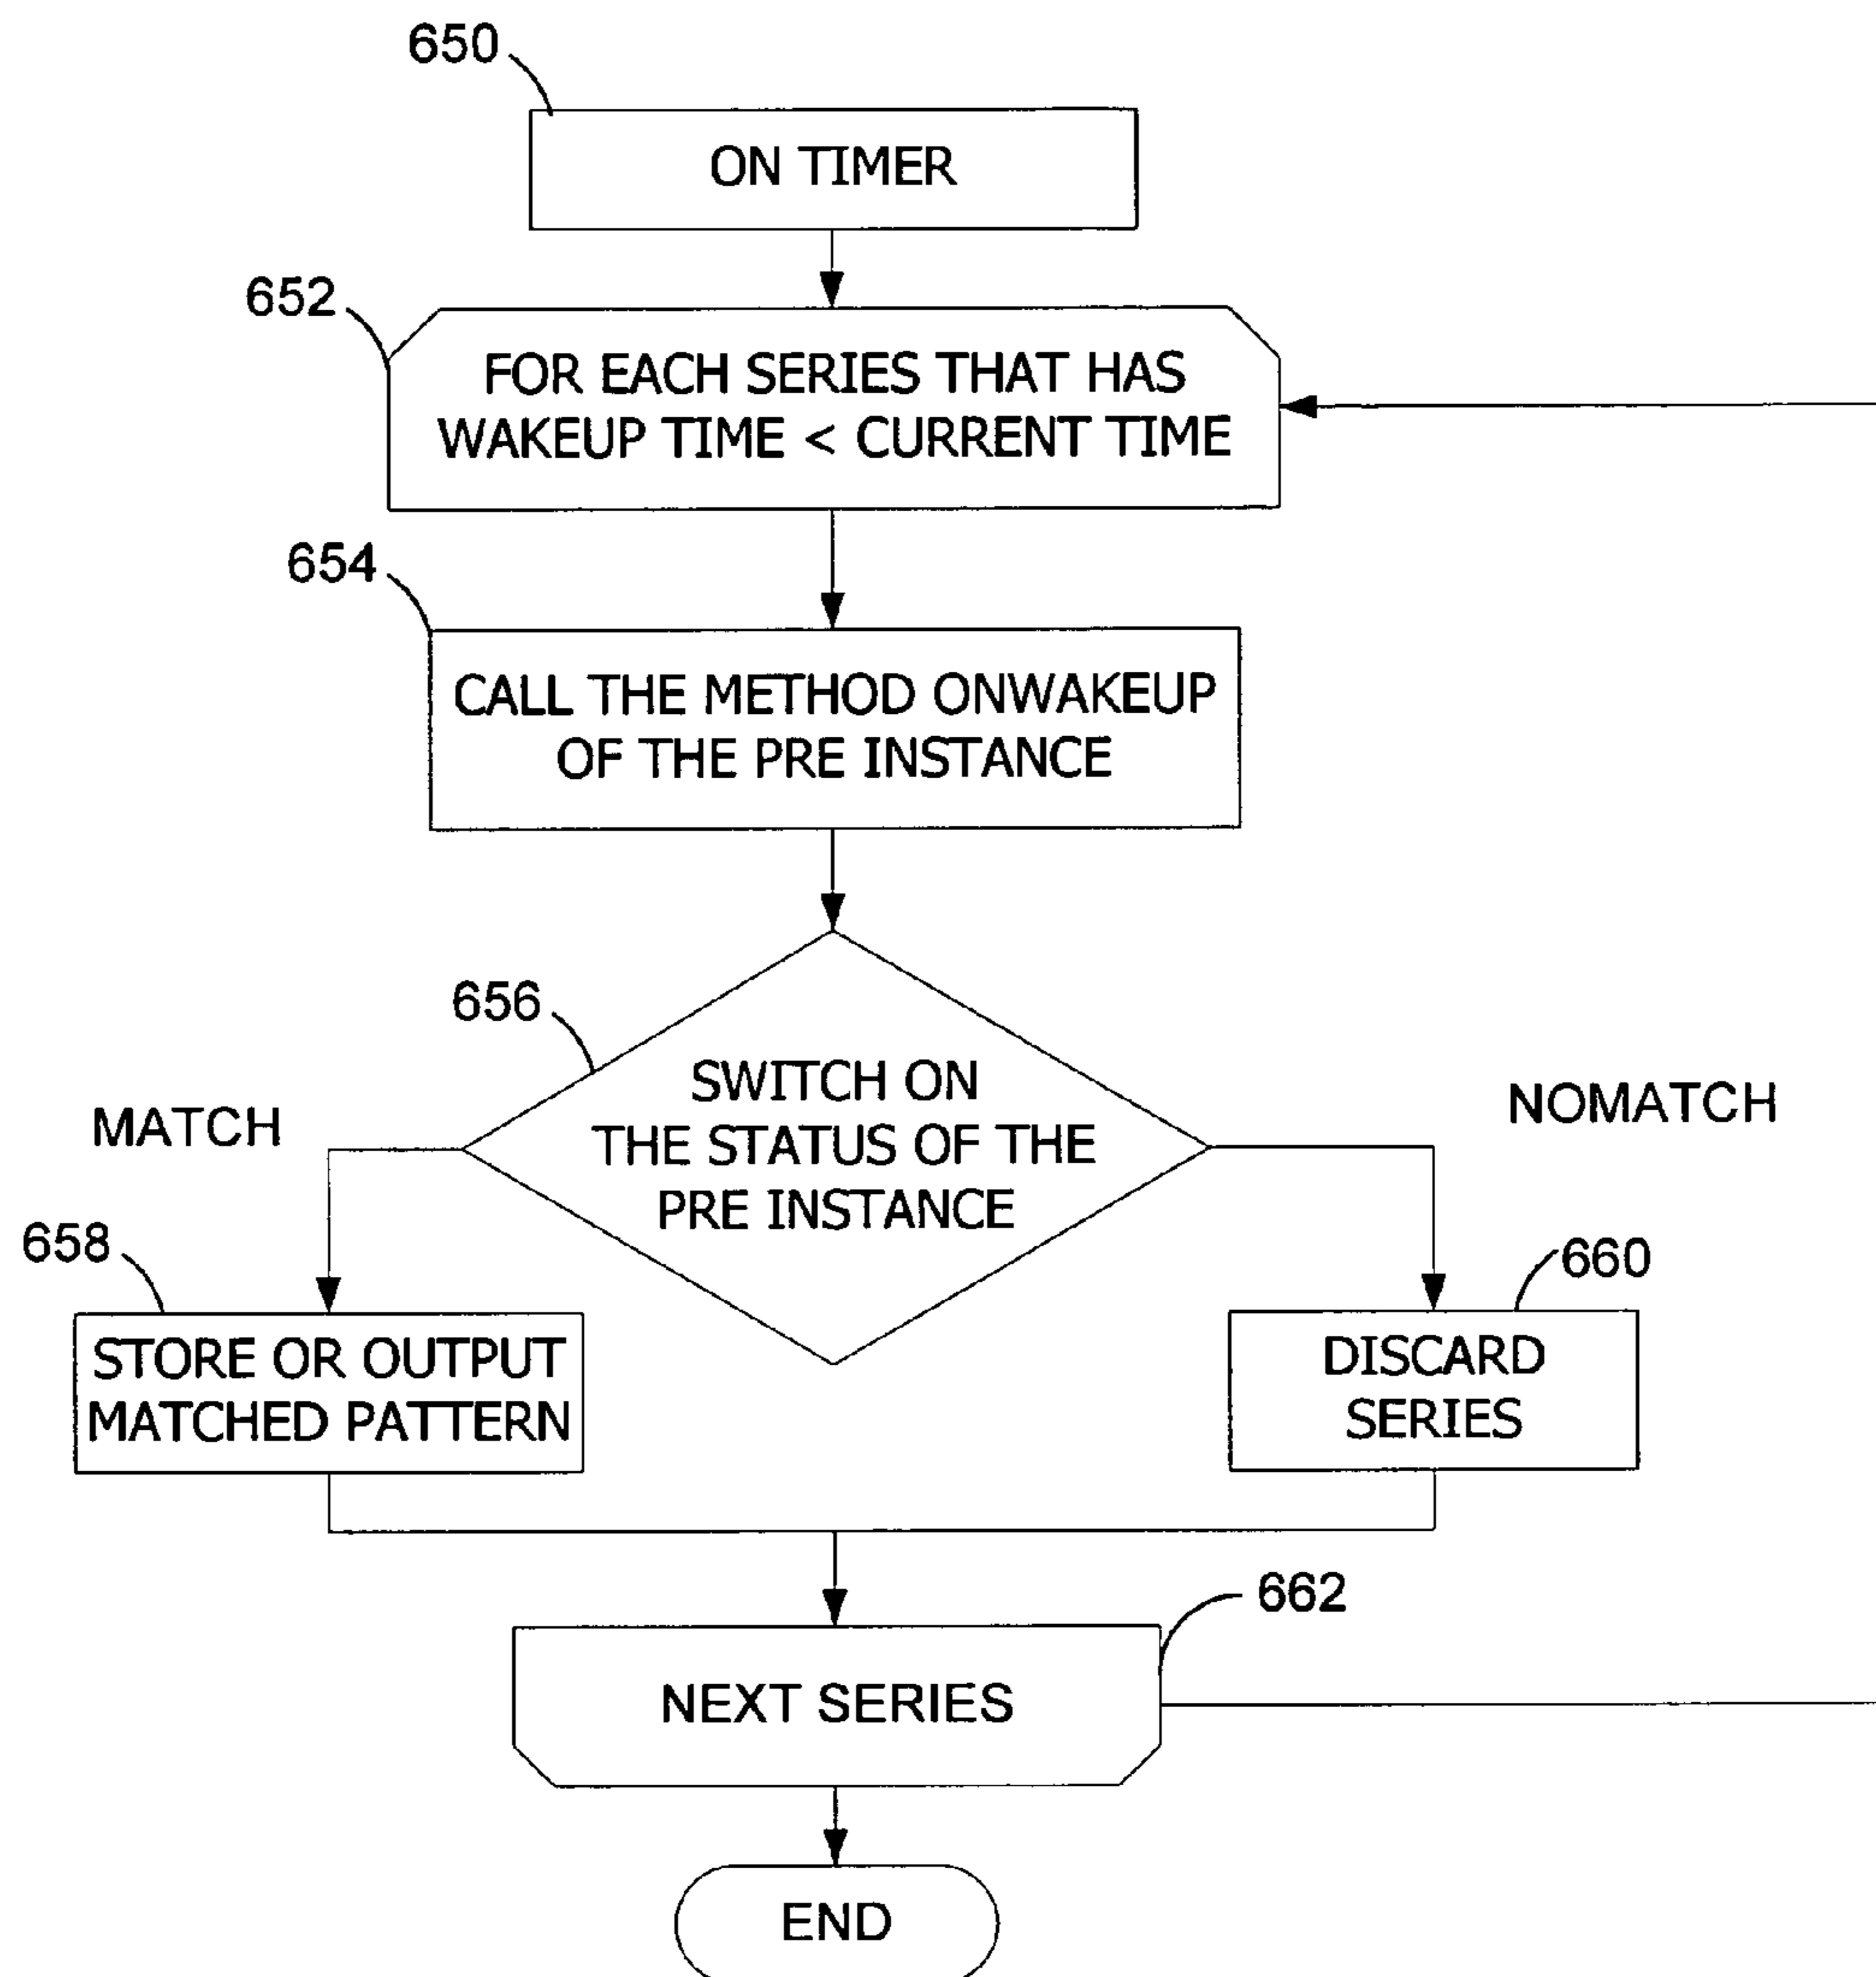 650
ON TIMER
652
FOR EACH SERIES THAT HAS
WAKEUP TIME < CURRENT TIME
654
CALL THE METHOD ONWAKEUP
OF THE PRE INSTANCE
656
SWITCH ON
THE STATUS OF THE
PRE INSTANCE
MATCH
NOMATCH
658
STORE OR OUTPUT
MATCHED PATTERN
660
DISCARD
SERIES
662
NEXT SERIES
END